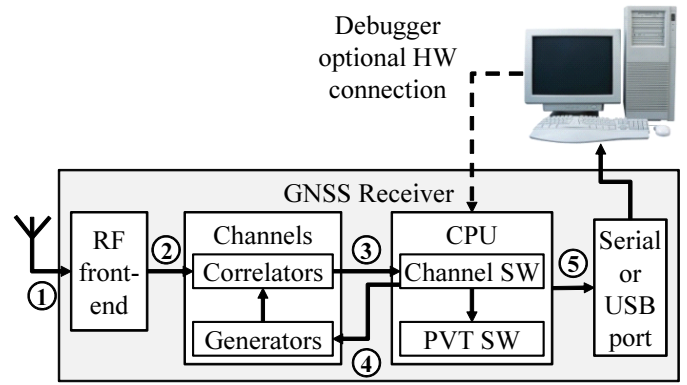 Debugger
optional HW
connection
GNSS Receiver
RF
front-
end
Channels
Correlators
Generators
CPU
Channel SW
PVT SW
Serial
or
USB
port
1
2
3
4
5